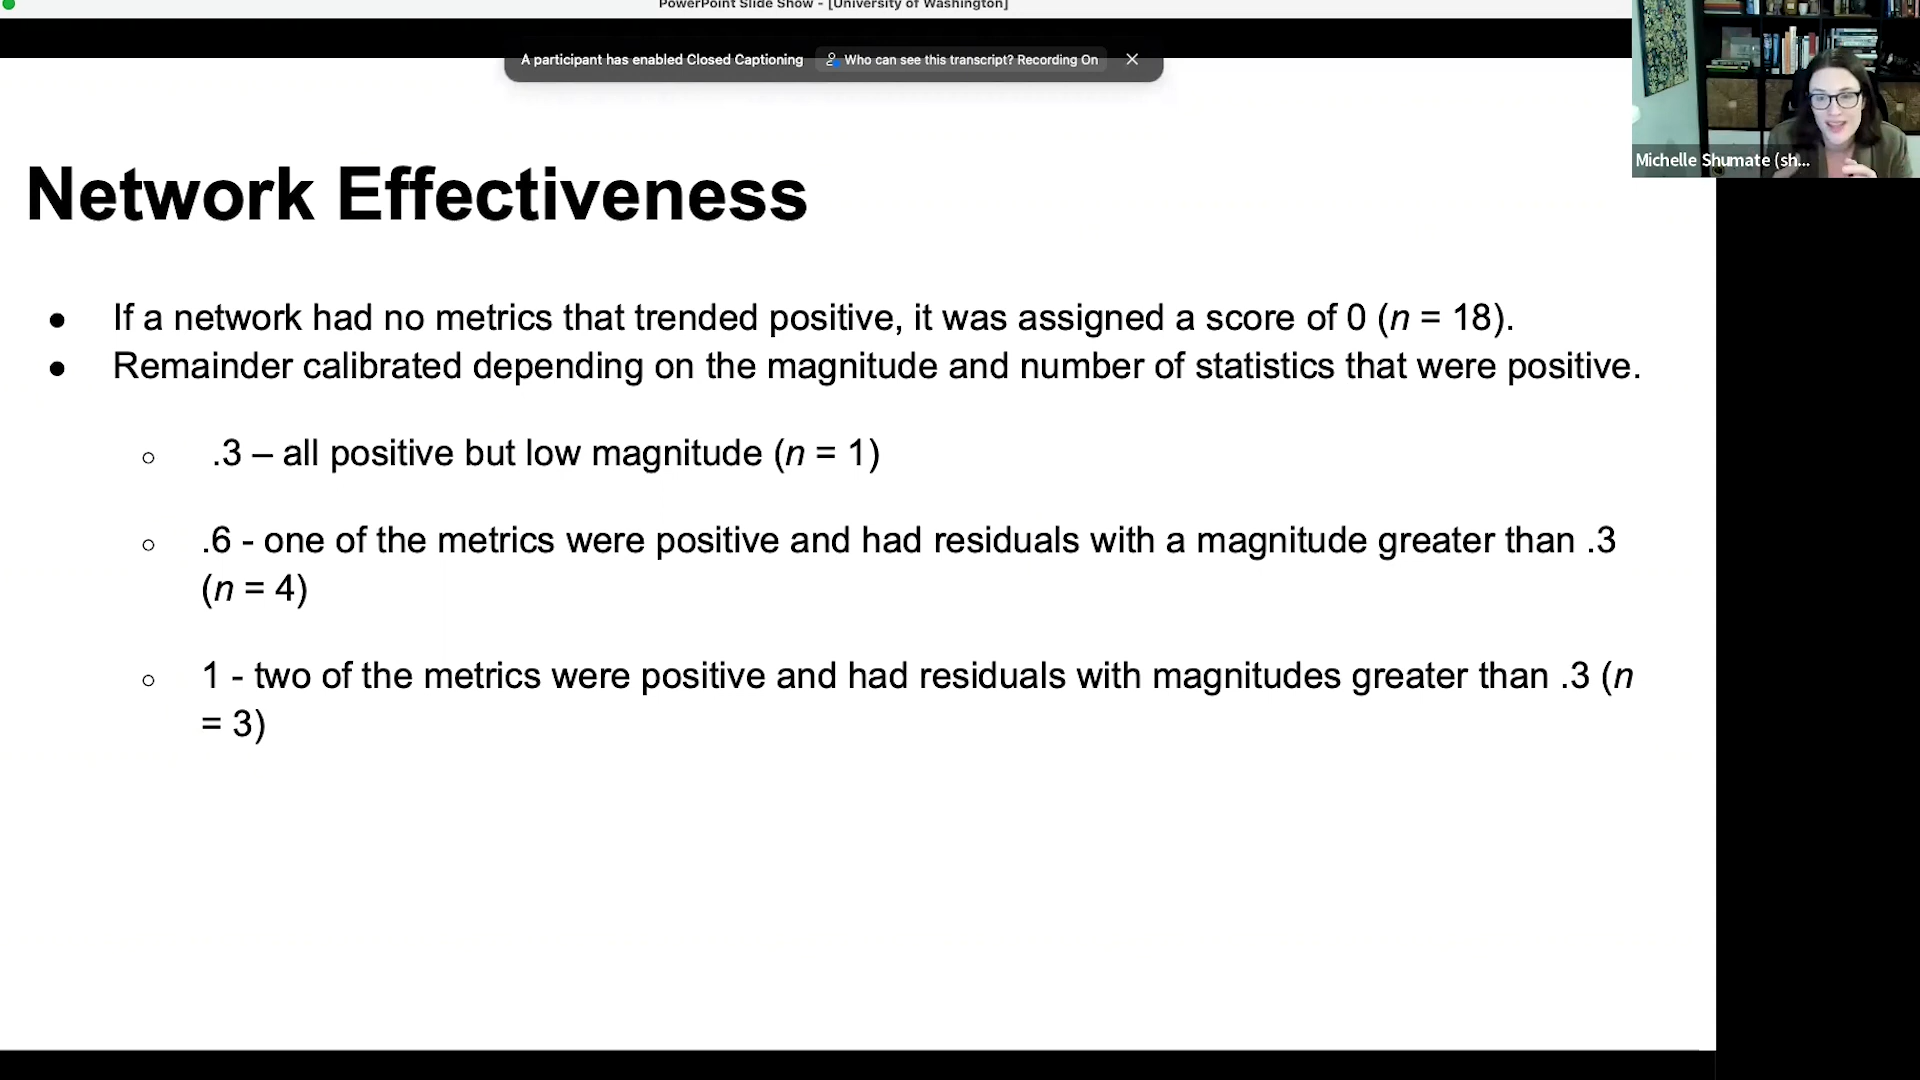 PowerPoint Slide Show - [University of Washington]
A participant has enabled Closed Captioning Who can see this transcript? Recording On
Michelle Shumate (sh...
Network Effectiveness
● If a network had no metrics that trended positive, it was assigned a score of 0 (n = 18).
● Remainder calibrated depending on the magnitude and number of statistics that were positive.
○ .3 – all positive but low magnitude (n = 1)
○ .6 - one of the metrics were positive and had residuals with a magnitude greater than .3
(n = 4)
○ 1 - two of the metrics were positive and had residuals with magnitudes greater than .3 (n
= 3)